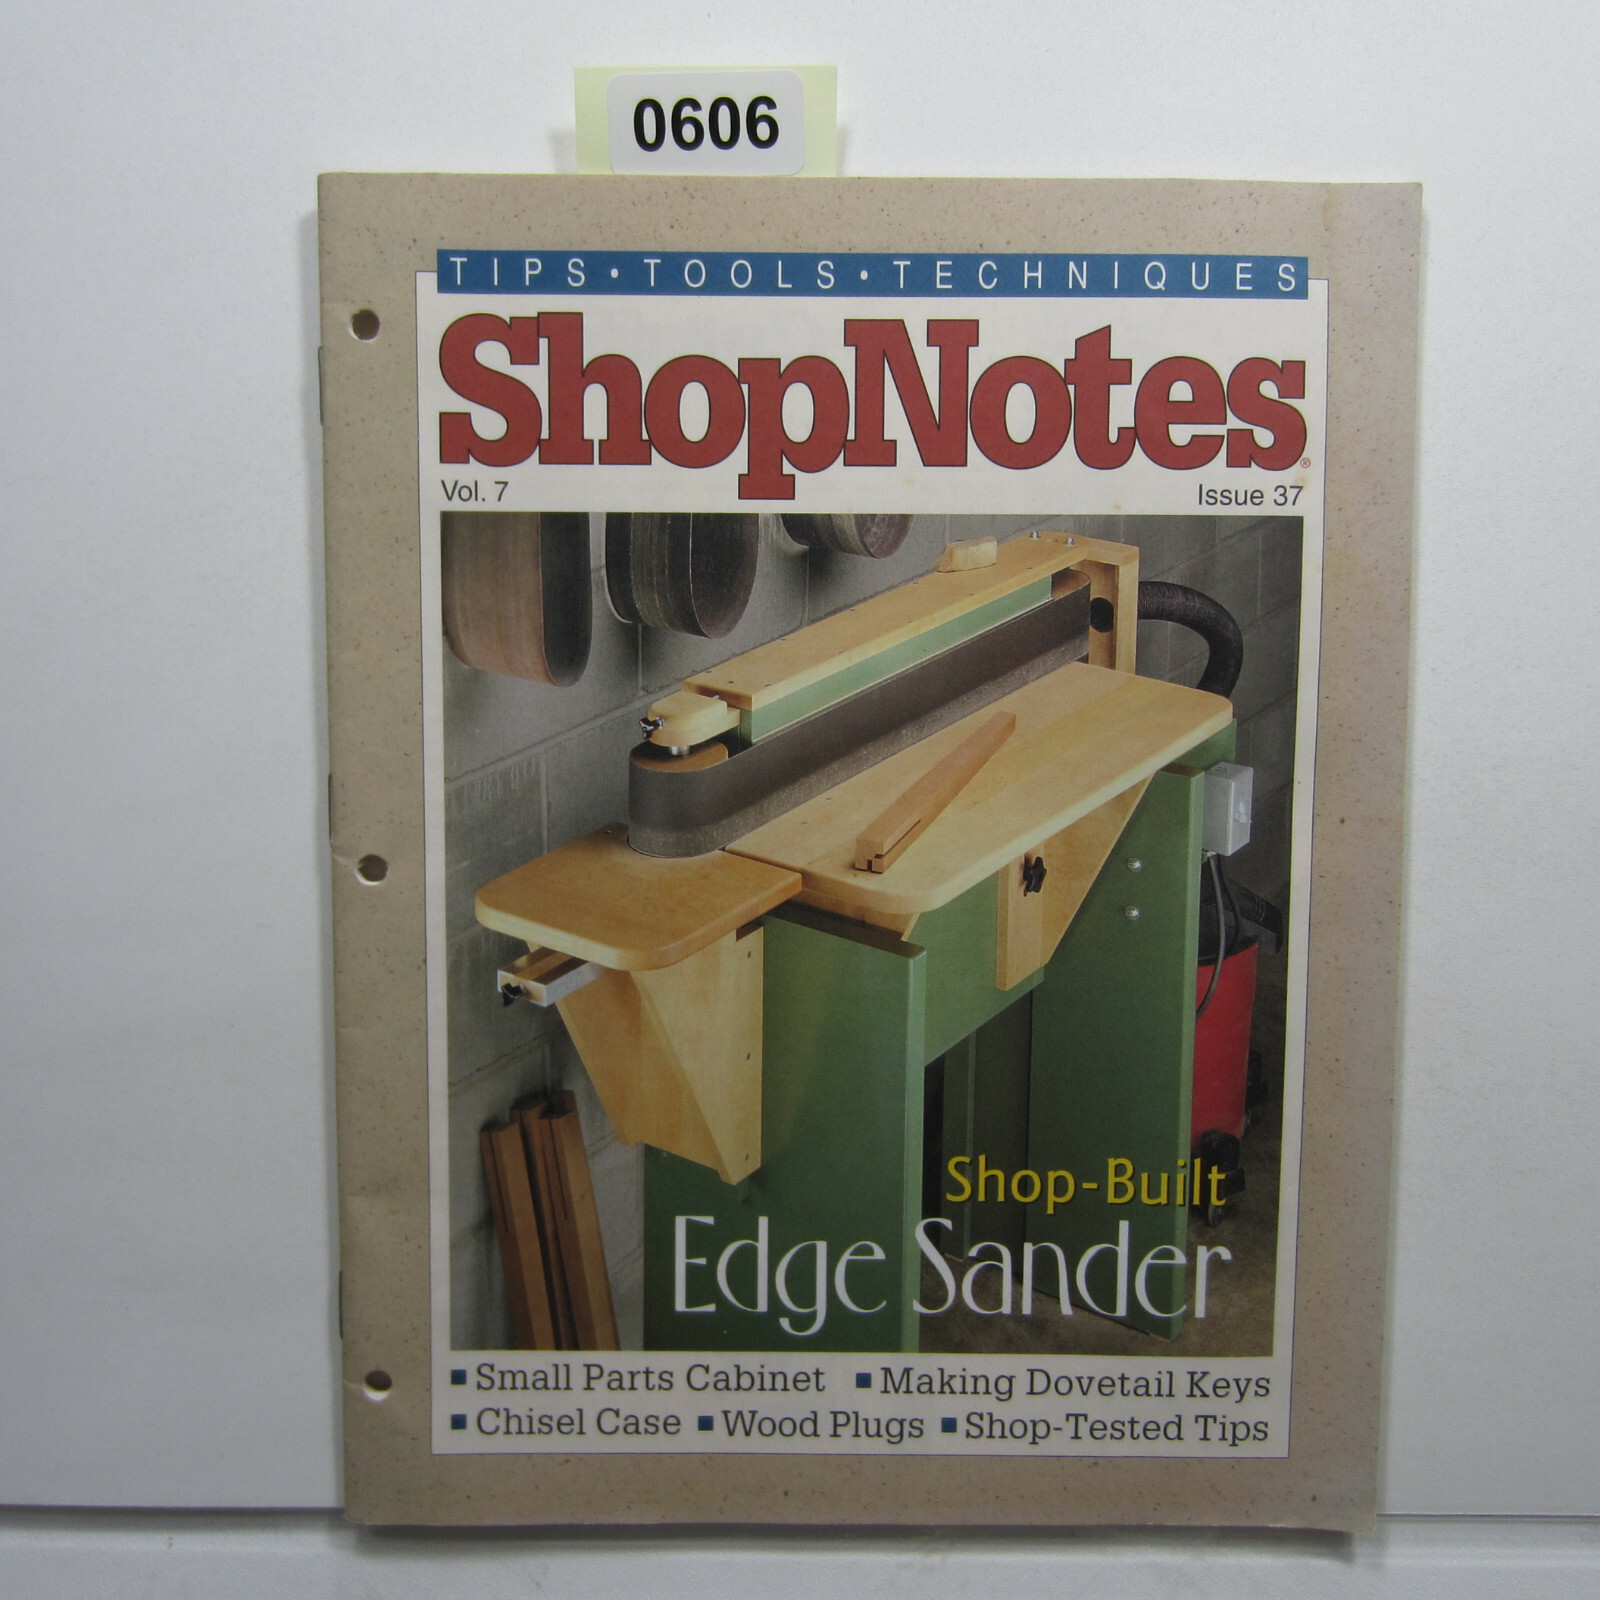 0606
TIPS • TOOLS • TECHNIQUES
ShopNotes®
Vol. 7 Issue 37
Shop-Built
Edge Sander
■ Small Parts Cabinet ■ Making Dovetail Keys
■ Chisel Case ■ Wood Plugs ■ Shop-Tested Tips